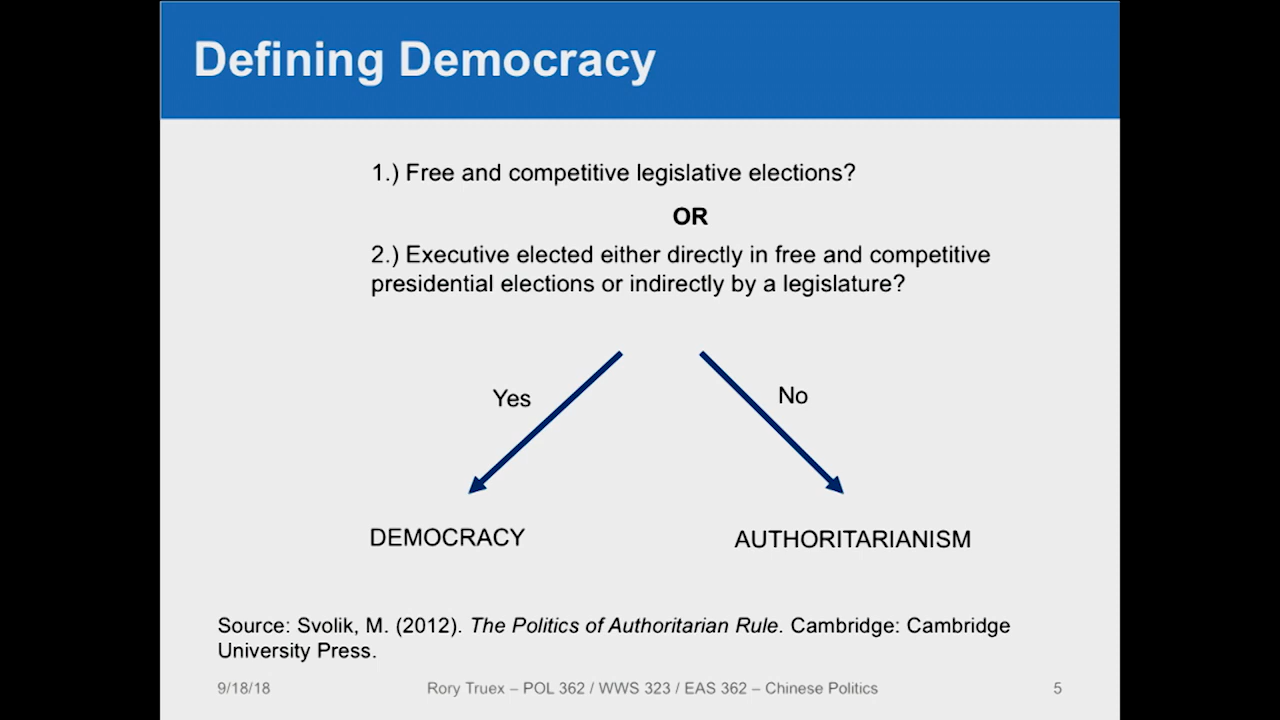 Defining Democracy
1.) Free and competitive legislative elections?
OR
2.) Executive elected either directly in free and competitive
presidential elections or indirectly by a legislature?
Yes
No
DEMOCRACY
AUTHORITARIANISM
Source: Svolik, M. (2012). The Politics of Authoritarian Rule. Cambridge: Cambridge
University Press.
9/18/18
Rory Truex – POL 362 / WWS 323 / EAS 362 – Chinese Politics
5